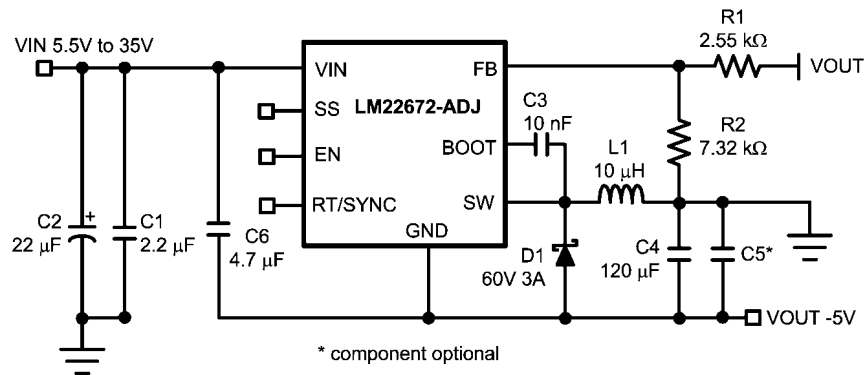 VIN 5.5V to 35V
R1
2.55 kΩ
VOUT
VIN
FB
SS
LM22672-ADJ
C3
10 nF
R2
7.32 kΩ
EN
BOOT
L1
10 μH
RT/SYNC
SW
GND
C2
22 μF
+
C1
2.2 μF
C6
4.7 μF
D1
60V 3A
C4
120 μF
C5*
VOUT -5V
* component optional